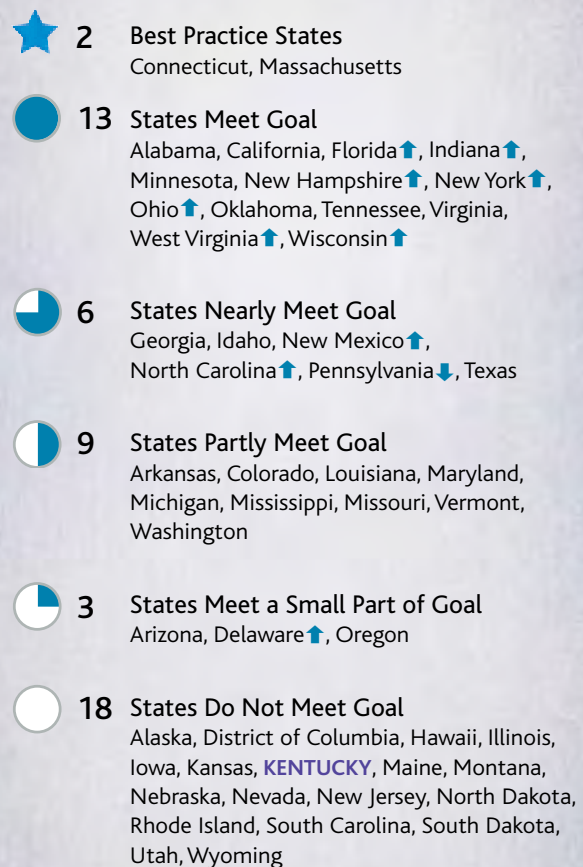 2 Best Practice States
Connecticut, Massachusetts
13 States Meet Goal
Alabama, California, Florida⬆, Indiana⬆,
Minnesota, New Hampshire⬆, New York⬆,
Ohio⬆, Oklahoma, Tennessee, Virginia,
West Virginia⬆, Wisconsin⬆
6 States Nearly Meet Goal
Georgia, Idaho, New Mexico⬆,
North Carolina⬆, Pennsylvania⬇, Texas
9 States Partly Meet Goal
Arkansas, Colorado, Louisiana, Maryland,
Michigan, Mississippi, Missouri, Vermont,
Washington
3 States Meet a Small Part of Goal
Arizona, Delaware⬆, Oregon
18 States Do Not Meet Goal
Alaska, District of Columbia, Hawaii, Illinois,
Iowa, Kansas, KENTUCKY, Maine, Montana,
Nebraska, Nevada, New Jersey, North Dakota,
Rhode Island, South Carolina, South Dakota,
Utah, Wyoming